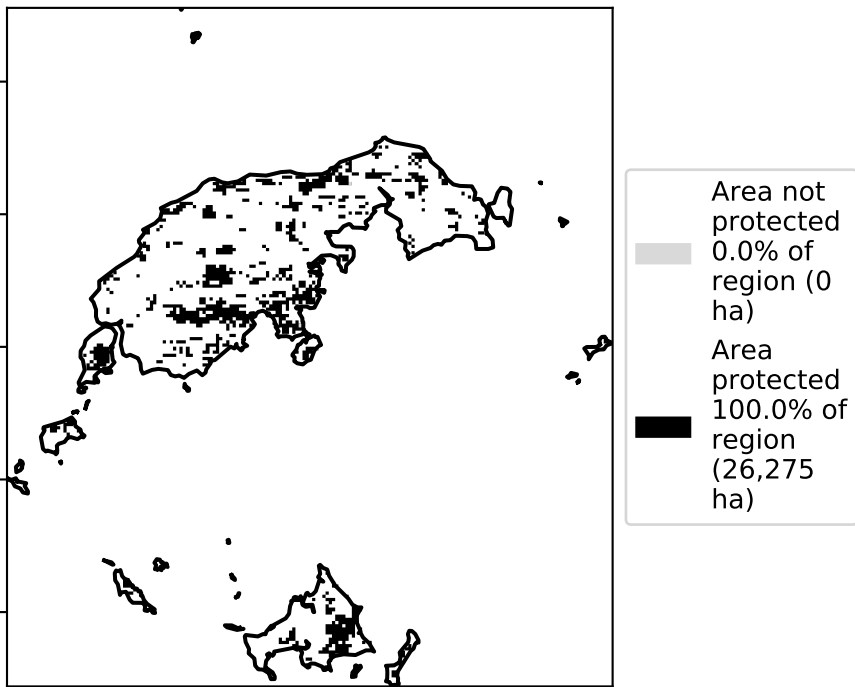 Area not
protected
0.0% of
region (0
ha)
Area
protected
100.0% of
region
(26,275
ha)